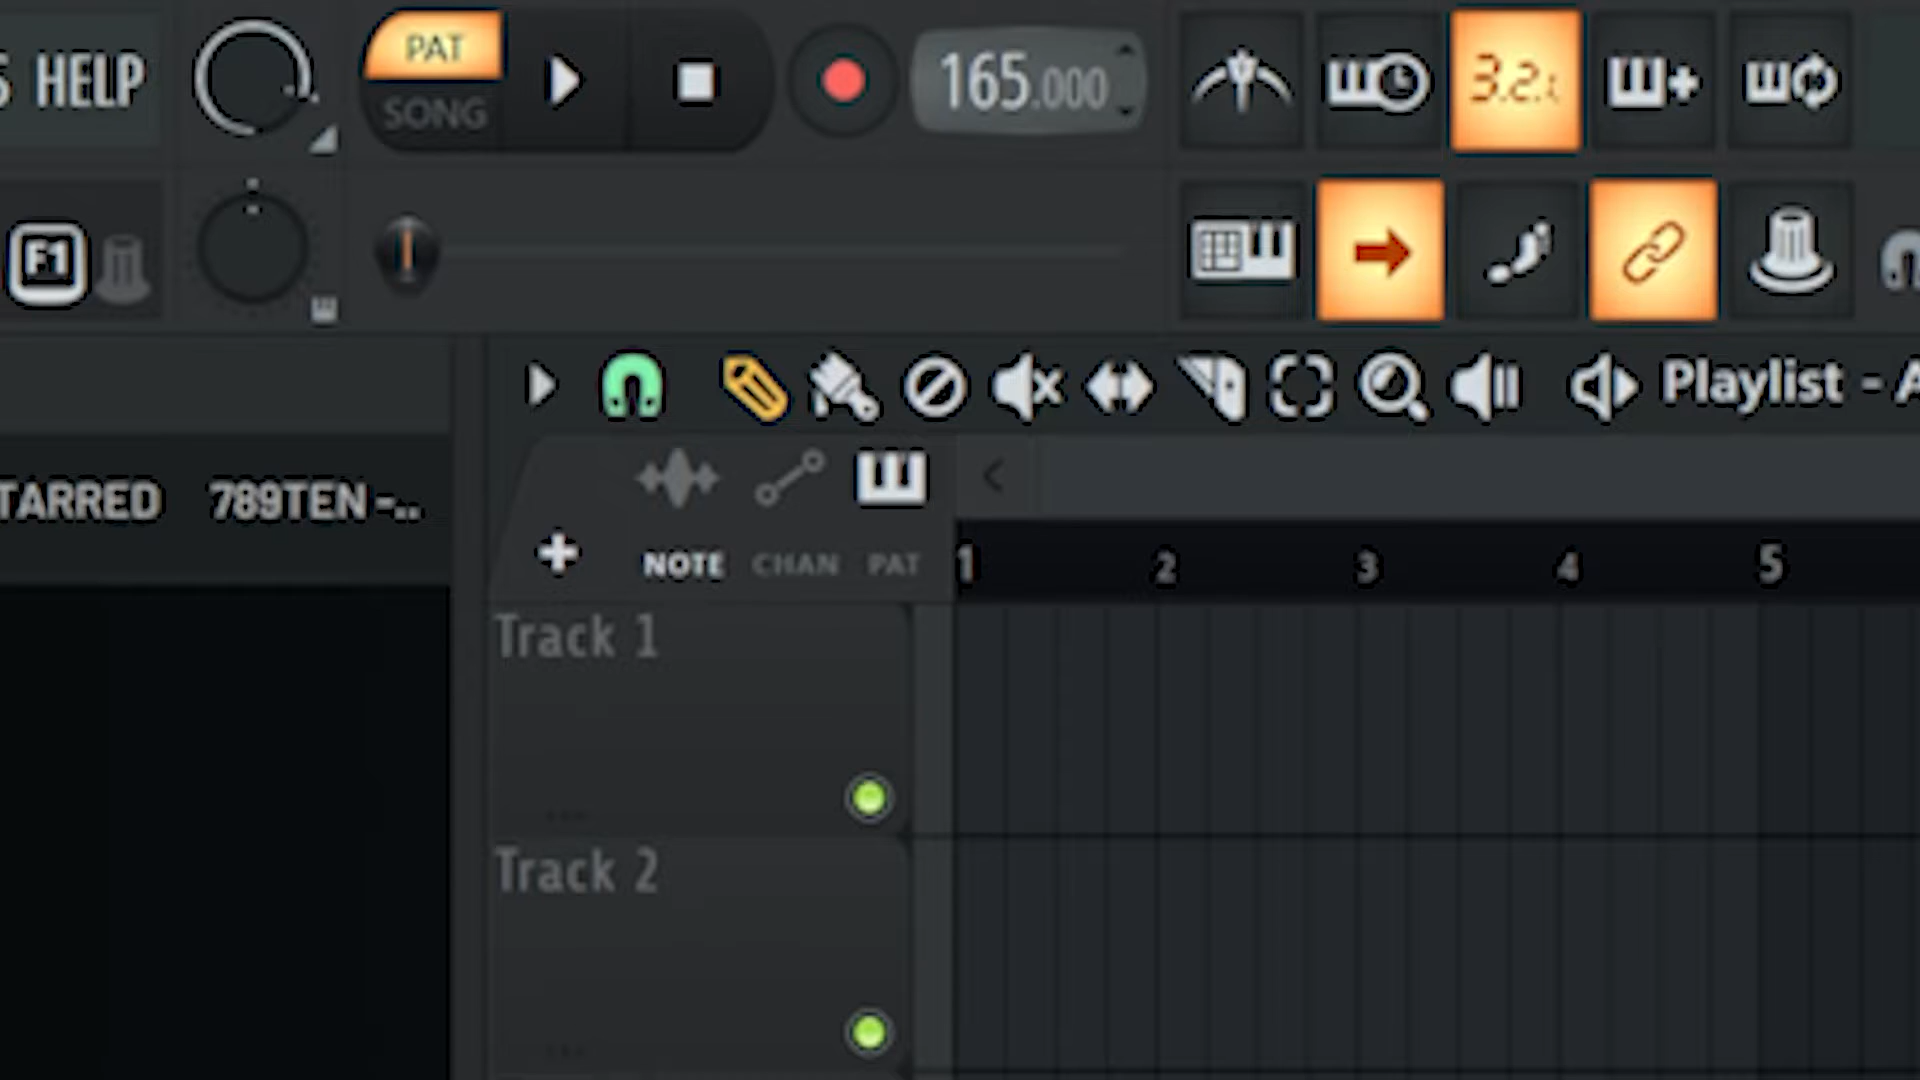 HELP
PAT
SONG
165.000
3.2:
F1
Playlist - A
TARRED 789TEN -..
NOTE CHAN PAT
1 2 3 4 5
Track 1
Track 2